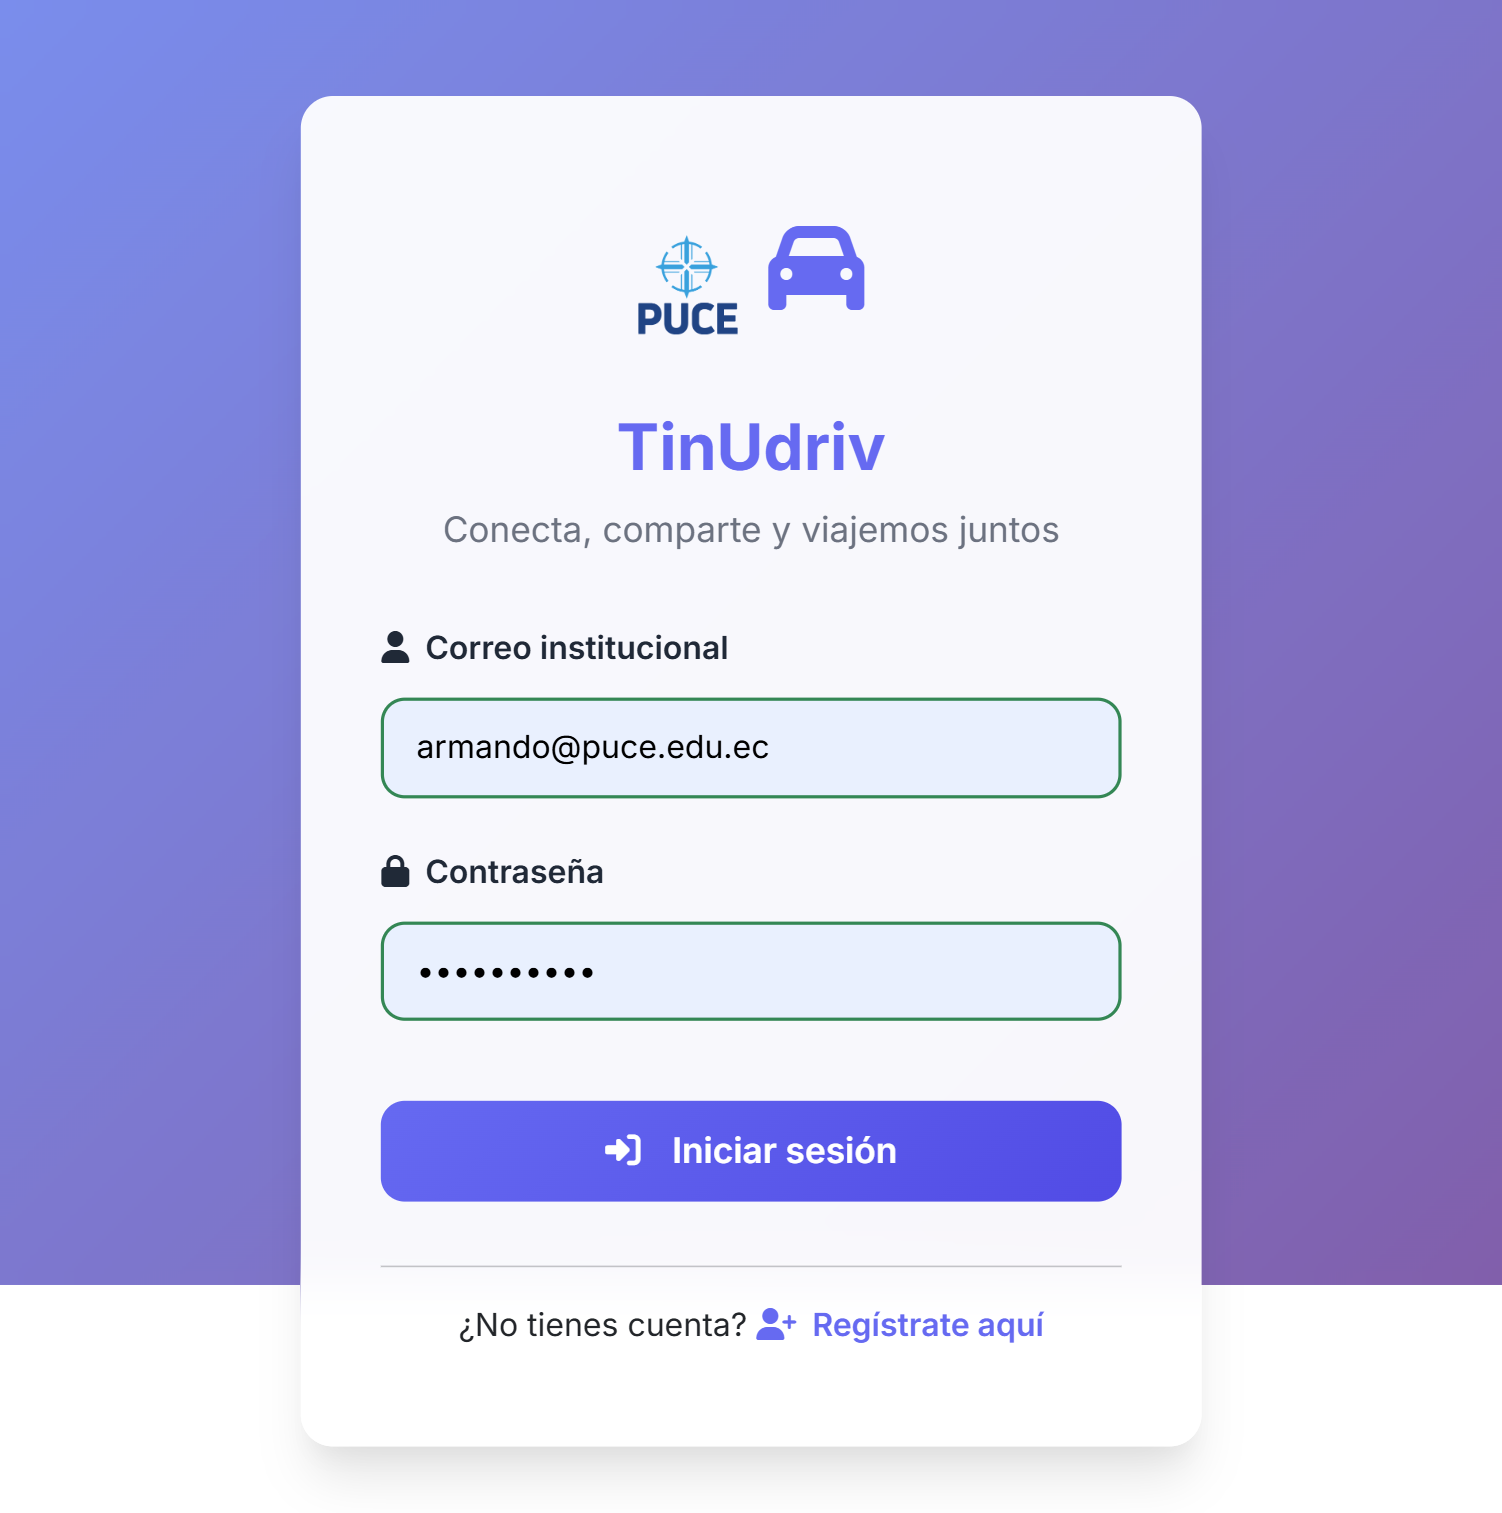 PUCE
TinUdriv
Conecta, comparte y viajemos juntos
Correo institucional
armando@puce.edu.ec
Contraseña
••••••••••
Iniciar sesión
¿No tienes cuenta? Regístrate aquí